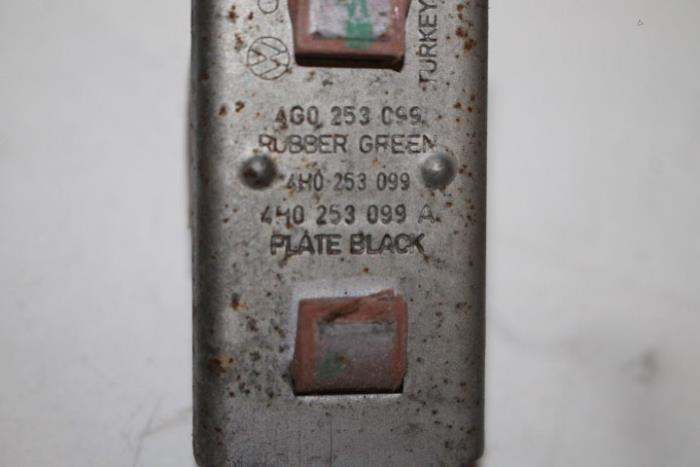 TURKEY
4G0 253 099
RUBBER GREEN
4H0 253 099
4H0 253 099 A
PLATE BLACK